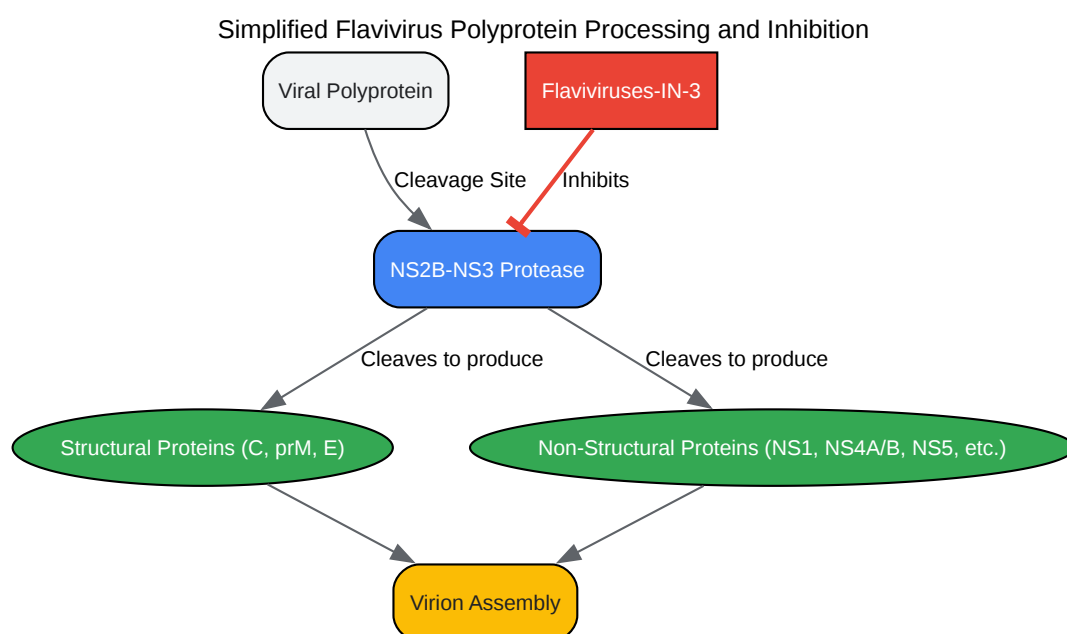 Simplified Flavivirus Polyprotein Processing and Inhibition
Viral Polyprotein
Flaviviruses-IN-3
Cleavage Site
Inhibits
NS2B-NS3 Protease
Cleaves to produce
Cleaves to produce
Structural Proteins (C, prM, E)
Non-Structural Proteins (NS1, NS4A/B, NS5, etc.)
Virion Assembly